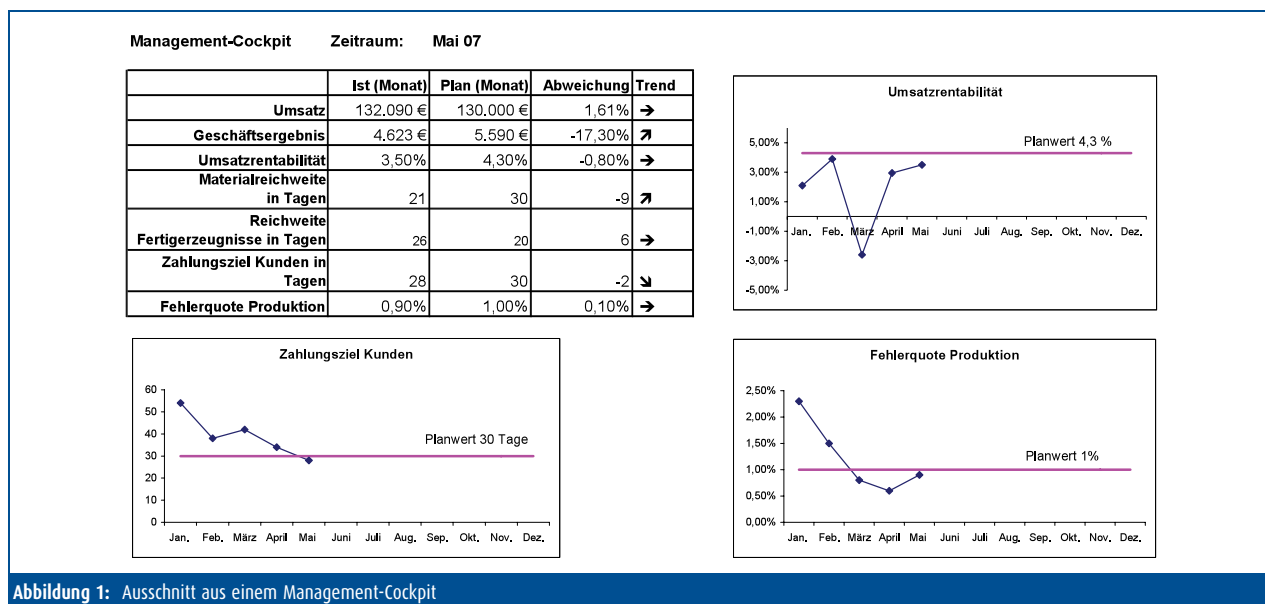 Management-Cockpit Zeitraum: Mai 07
Ist (Monat) Plan (Monat) Abweichung Trend
Umsatz 132.090 € 130.000 € 1,61% →
Geschäftsergebnis 4.623 € 5.590 € -17,30% ↗
Umsatzrentabilität 3,50% 4,30% -0,80% →
Materialreichweite
in Tagen 21 30 -9 ↗
Reichweite
Fertigerzeugnisse in Tagen 26 20 6 →
Zahlungsziel Kunden in
Tagen 28 30 -2 ↘
Fehlerquote Produktion 0,90% 1,00% 0,10% →
Umsatzrentabilität
5,00%
3,00%
1,00%
-1,00%
-3,00%
-5,00%
Planwert 4,3 %
Jan. Feb. März April Mai Juni Juli Aug. Sep. Okt. Nov. Dez.
Zahlungsziel Kunden
60
50
40
30
20
10
0
Planwert 30 Tage
Jan. Feb. März April Mai Juni Juli Aug. Sep. Okt. Nov. Dez.
Fehlerquote Produktion
2,50%
2,00%
1,50%
1,00%
0,50%
0,00%
Planwert 1%
Jan. Feb. März April Mai Juni Juli Aug. Sep. Okt. Nov. Dez.
Abbildung 1: Ausschnitt aus einem Management-Cockpit